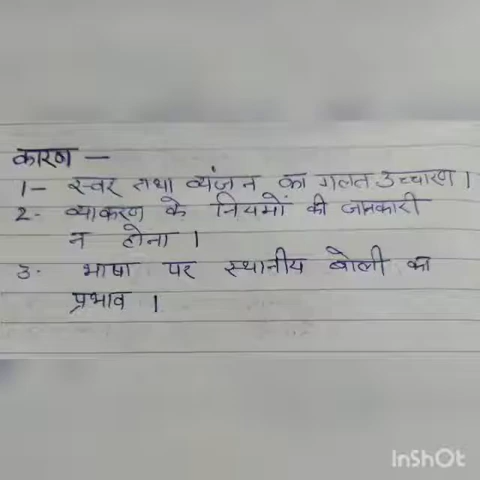 कारण —
1- स्वर तथा व्यंजन का गलत उच्चारण ।
2. व्याकरण के नियमों की जानकारी
न होना ।
3. भाषा पर स्थानीय बोली का
प्रभाव ।
InShOt